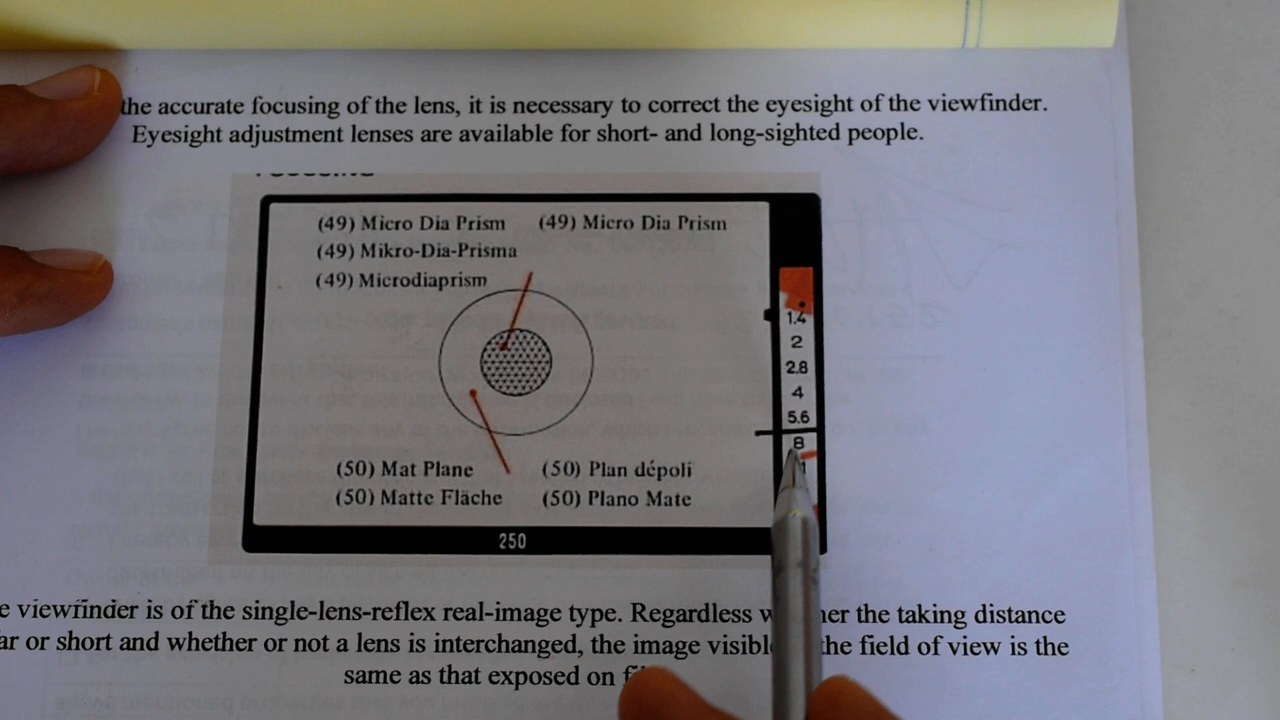 the accurate focusing of the lens, it is necessary to correct the eyesight of the viewfinder.
Eyesight adjustment lenses are available for short- and long-sighted people.
(49) Micro Dia Prism (49) Micro Dia Prism
(49) Mikro-Dia-Prisma
(49) Microdiaprism
1.4
2
2.8
4
5.6
8
(50) Mat Plane (50) Plan dépoli
(50) Matte Fläche (50) Plano Mate
250
viewfinder is of the single-lens-reflex real-image type. Regardless the taking distance
or short and whether or not a lens is interchanged, the image the field of view is the
same as that exposed on